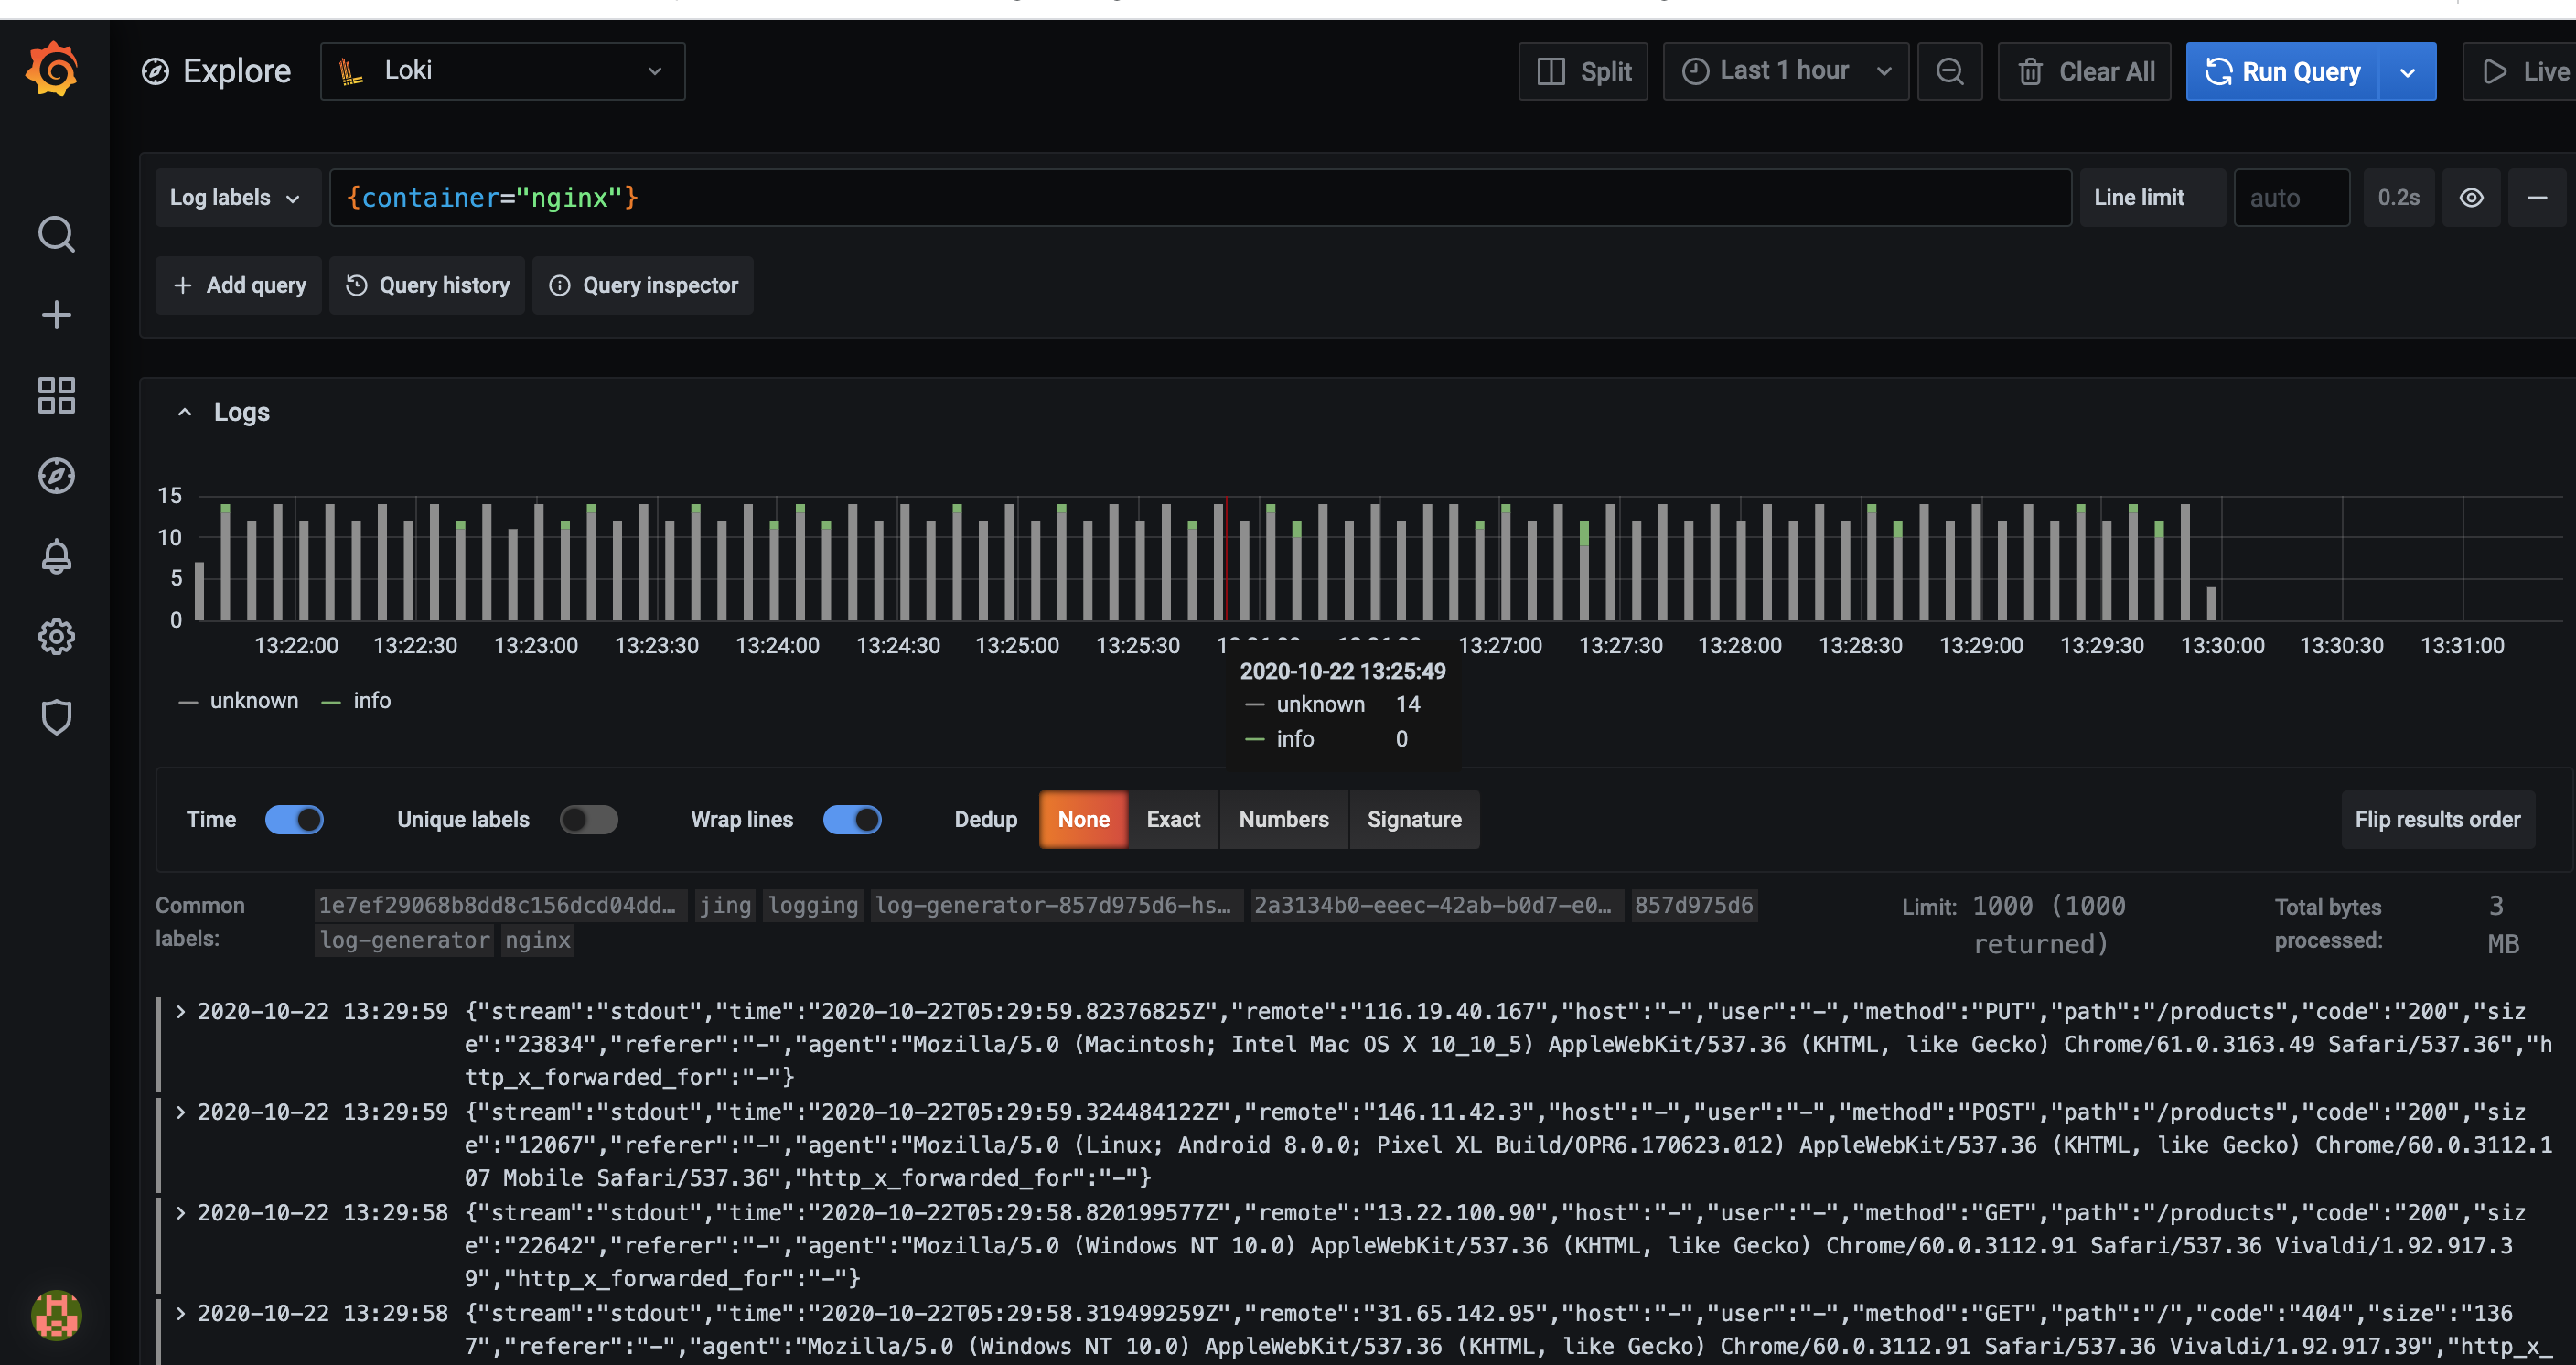 Explore Loki Split Last 1 hour Clear All Run Query Live
Log labels {container="nginx"} Line limit auto 0.2s
Add query Query history Query inspector
Logs
15
10
5
0
13:22:00 13:22:30 13:23:00 13:23:30 13:24:00 13:24:30 13:25:00 13:25:30 13:27:00 13:27:30 13:28:00 13:28:30 13:29:00 13:29:30 13:30:00 13:30:30 13:31:00
2020-10-22 13:25:49
unknown 14
info 0
unknown info
Time Unique labels Wrap lines Dedup None Exact Numbers Signature Flip results order
Common labels: 1e7ef29068b8dd8c156dcd04dd… jing logging log-generator-857d975d6-hs… 2a3134b0-eeec-42ab-b0d7-e0… 857d975d6
log-generator nginx
Limit: 1000 (1000
returned)
Total bytes
processed:
3
MB
2020-10-22 13:29:59 {"stream":"stdout","time":"2020-10-22T05:29:59.82376825Z","remote":"116.19.40.167","host":"-","user":"-","method":"PUT","path":"/products","code":"200","siz
e":"23834","referer":"-","agent":"Mozilla/5.0 (Macintosh; Intel Mac OS X 10_10_5) AppleWebKit/537.36 (KHTML, like Gecko) Chrome/61.0.3163.49 Safari/537.36","h
ttp_x_forwarded_for":"-"}
2020-10-22 13:29:59 {"stream":"stdout","time":"2020-10-22T05:29:59.324484122Z","remote":"146.11.42.3","host":"-","user":"-","method":"POST","path":"/products","code":"200","siz
e":"12067","referer":"-","agent":"Mozilla/5.0 (Linux; Android 8.0.0; Pixel XL Build/OPR6.170623.012) AppleWebKit/537.36 (KHTML, like Gecko) Chrome/60.0.3112.1
07 Mobile Safari/537.36","http_x_forwarded_for":"-"}
2020-10-22 13:29:58 {"stream":"stdout","time":"2020-10-22T05:29:58.820199577Z","remote":"13.22.100.90","host":"-","user":"-","method":"GET","path":"/products","code":"200","siz
e":"22642","referer":"-","agent":"Mozilla/5.0 (Windows NT 10.0) AppleWebKit/537.36 (KHTML, like Gecko) Chrome/60.0.3112.91 Safari/537.36 Vivaldi/1.92.917.3
9","http_x_forwarded_for":"-"}
2020-10-22 13:29:58 {"stream":"stdout","time":"2020-10-22T05:29:58.319499259Z","remote":"31.65.142.95","host":"-","user":"-","method":"GET","path":"/","code":"404","size":"136
7","referer":"-","agent":"Mozilla/5.0 (Windows NT 10.0) AppleWebKit/537.36 (KHTML, like Gecko) Chrome/60.0.3112.91 Safari/537.36 Vivaldi/1.92.917.39","http_x_